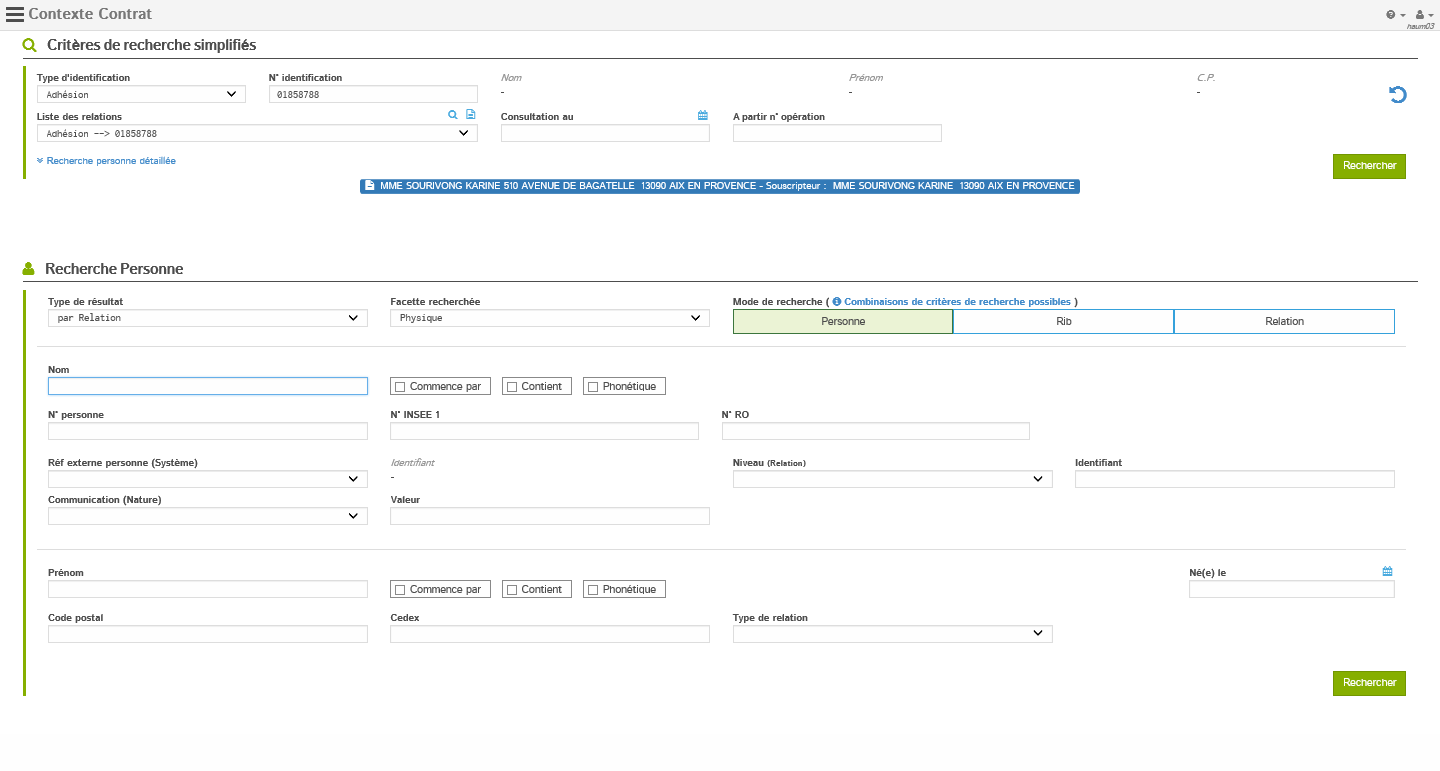 Contexte Contrat
haum03
Critères de recherche simplifiés
Type d'identification N° identification Nom Prénom C.P.
Adhésion 01858788 - - -
Liste des relations Consultation au A partir n° opération
Adhésion --> 01858788
Recherche personne détaillée Rechercher
MME SOURIVONG KARINE 510 AVENUE DE BAGATELLE 13090 AIX EN PROVENCE - Souscripteur : MME SOURIVONG KARINE 13090 AIX EN PROVENCE
Recherche Personne
Type de résultat Facette recherchée Mode de recherche ( Combinaisons de critères de recherche possibles )
par Relation Physique Personne Rib Relation
Nom
Commence par Contient Phonétique
N° personne N° INSEE 1 N° RO
Réf externe personne (Système) Identifiant Niveau (Relation) Identifiant
-
Communication (Nature) Valeur
Prénom Né(e) le
Commence par Contient Phonétique
Code postal Cedex Type de relation
Rechercher